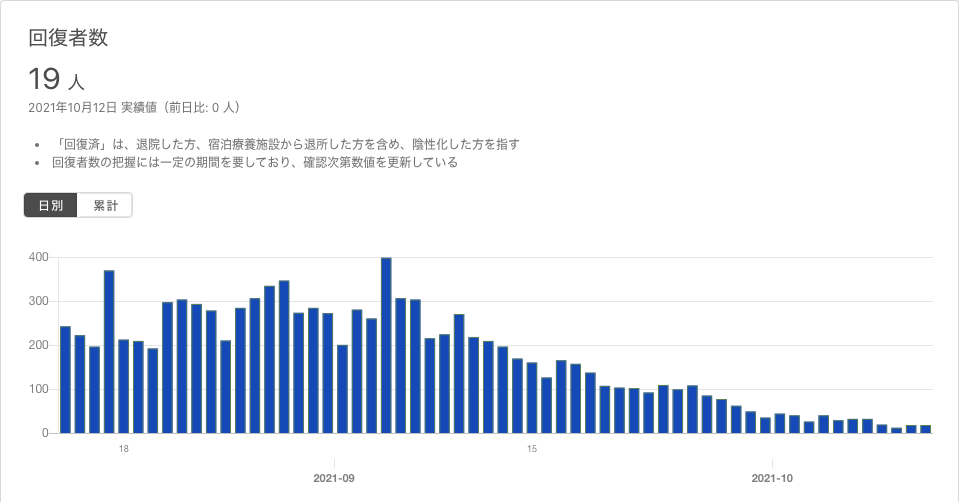 回復者数
19 人
2021年10月12日 実績値（前日比: 0 人）
• 「回復済」は、退院した方、宿泊療養施設から退所した方を含め、陰性化した方を指す
• 回復者数の把握には一定の期間を要しており、確認次第数値を更新している
日別 累計
400
300
200
100
0
18 15
2021-09 2021-10